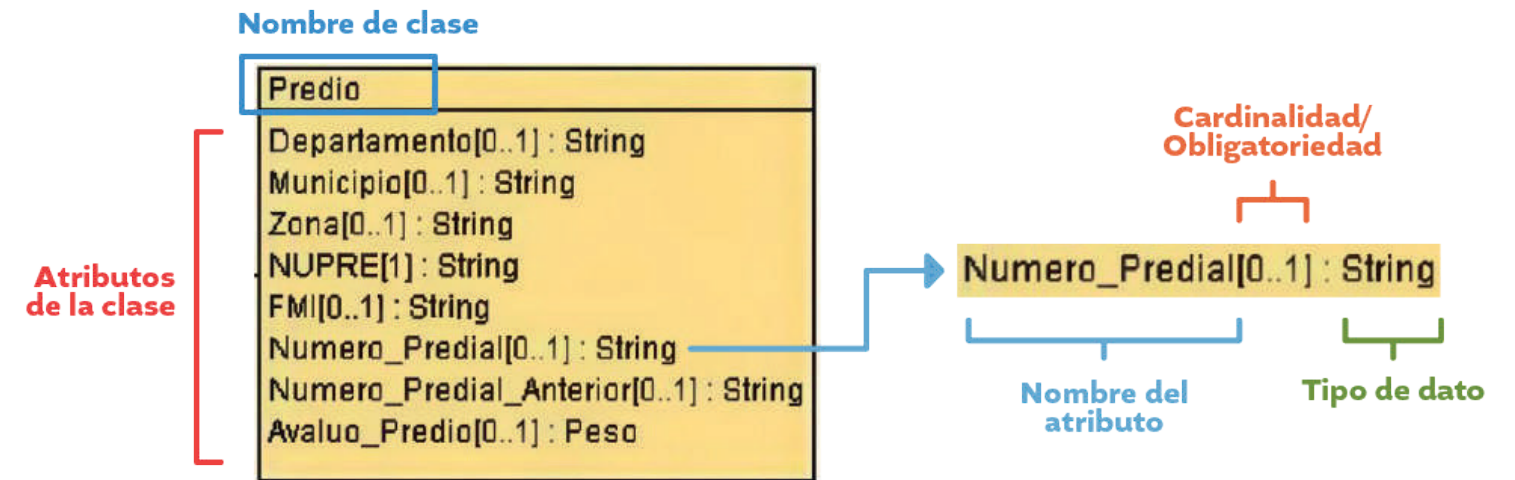 Nombre de clase
Predio
Departamento[0..1] : String
Municipio[0..1] : String
Zona[0..1] : String
NUPRE[1] : String
FMI[0..1] : String
Numero_Predial[0..1] : String
Numero_Predial_Anterior[0..1] : String
Avaluo_Predio[0..1] : Peso
Atributos
de la clase
Cardinalidad/
Obligatoriedad
Numero_Predial[0..1] : String
Nombre del
atributo
Tipo de dato